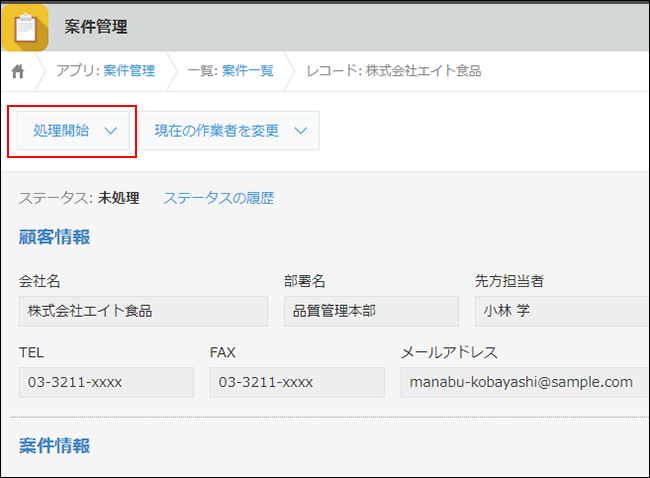 案件管理
アプリ: 案件管理 一覧: 案件一覧 レコード: 株式会社エイト食品
処理開始 現在の作業者を変更
ステータス: 未処理 ステータスの履歴
顧客情報
会社名 部署名 先方担当者
株式会社エイト食品 品質管理本部 小林 学
TEL FAX メールアドレス
03-3211-xxxx 03-3211-xxxx manabu-kobayashi@sample.com
案件情報